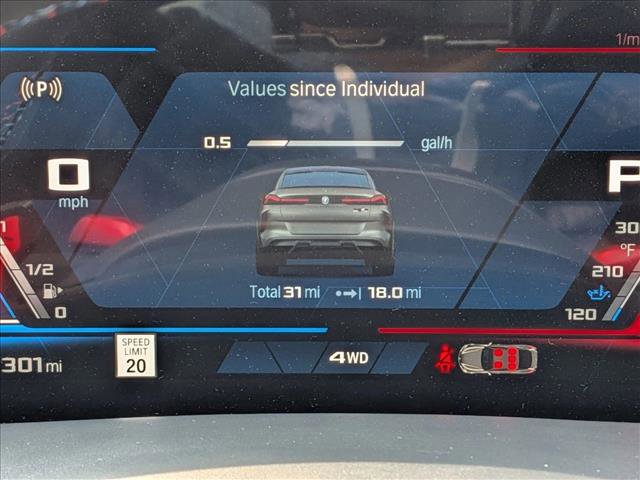 1/m
(P)
Values since Individual
0.5 gal/h
0
mph
P
1
1/2
0
30
°F
210
120
Total 31 mi 18.0 mi
301 mi
SPEED
LIMIT
20
4WD